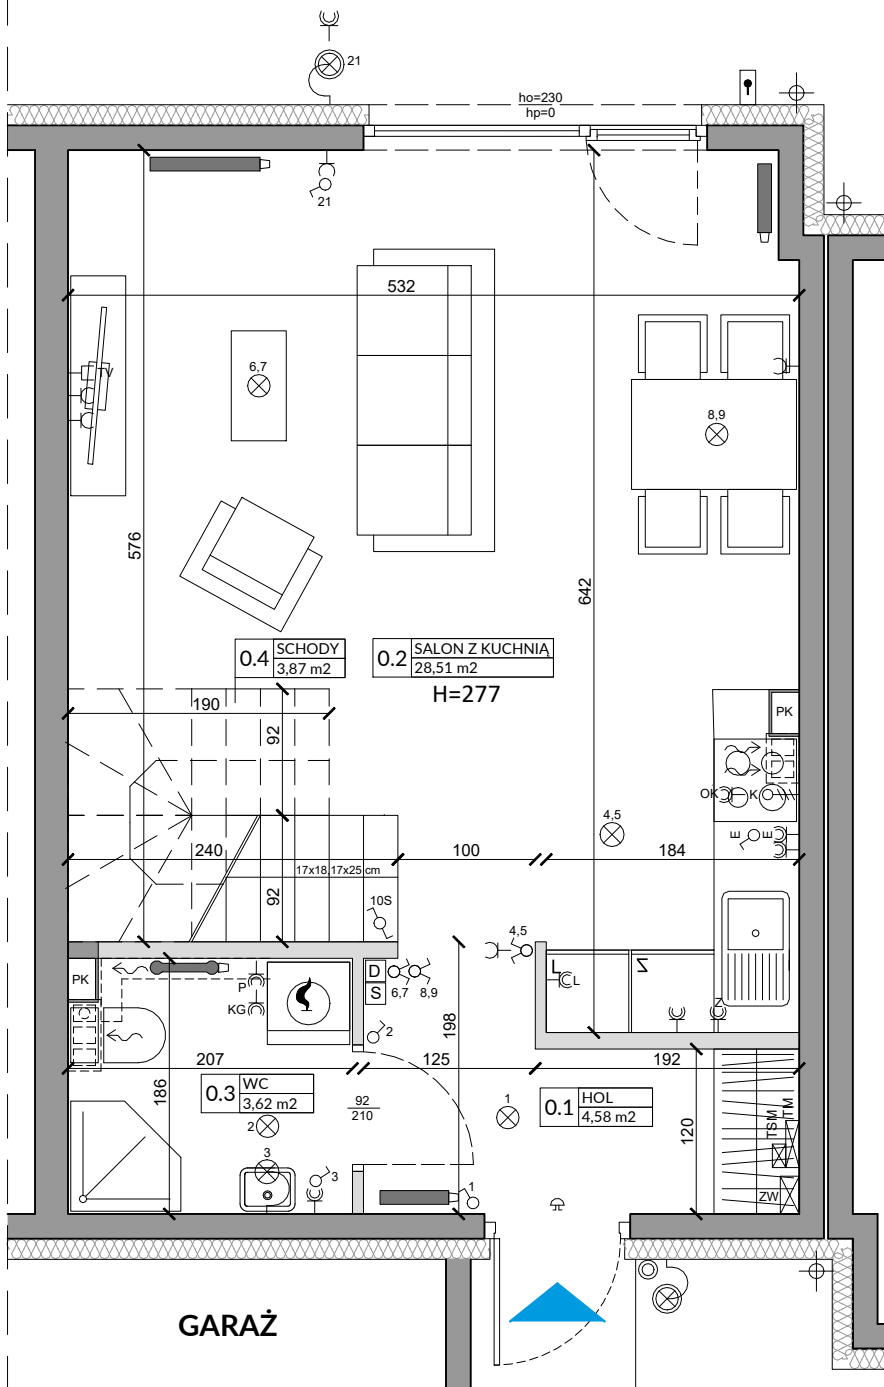 21
ho=230
hp=0
21
532
TV
6,7
8,9
576
642
0.4 SCHODY
3,87 m2
0.2 SALON Z KUCHNIĄ
28,51 m2
H=277
190
92
PK
OK
K
4,5
E
E
240
100
184
17x18,17x25 cm
92
10S
4,5
PK
P
KG
D
S
6,7
8,9
L
Z
2
198
207
125
192
186
0.3 WC
3,62 m2
92
210
1
0.1 HOL
4,58 m2
120
TSM
TM
2
3
3
1
ZW
GARAŻ